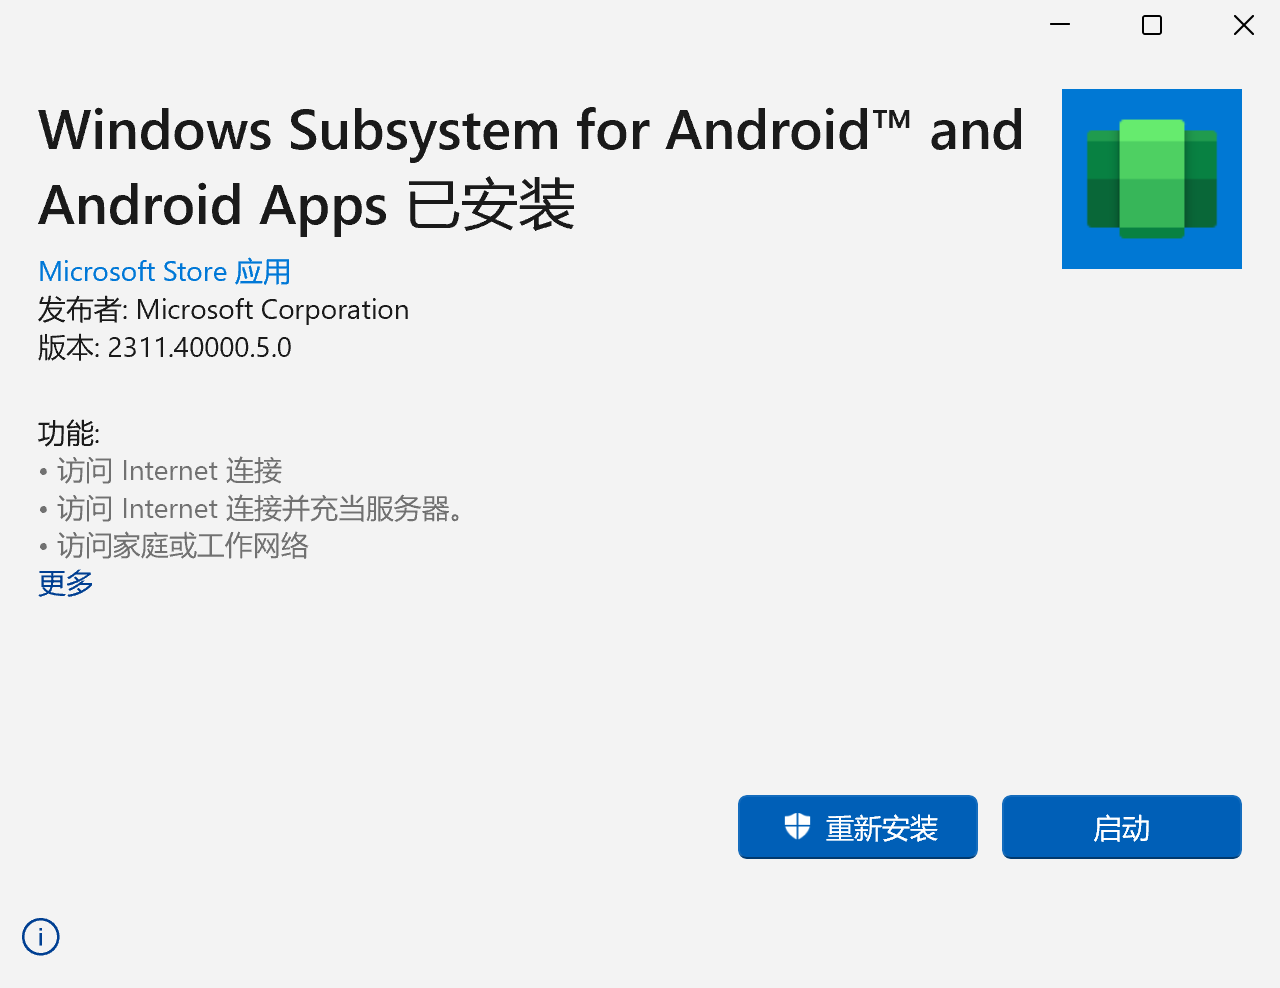 Windows Subsystem for Android™ and
Android Apps 已安装
Microsoft Store 应用
发布者: Microsoft Corporation
版本: 2311.40000.5.0
功能:
• 访问 Internet 连接
• 访问 Internet 连接并充当服务器。
• 访问家庭或工作网络
更多
重新安装
启动